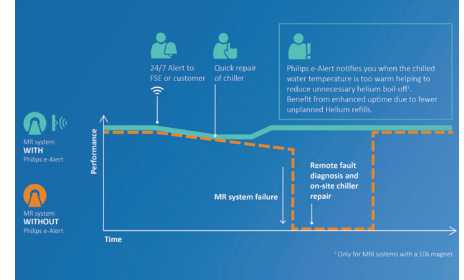 24/7 Alert to
FSE or customer
Quick repair
of chiller
Philips e-Alert notifies you when the chilled
water temperature is too warm helping to
reduce unnecessary helium boil-off¹.
Benefit from enhanced uptime due to fewer
unplanned Helium refills.
MR system
WITH
Philips e-Alert
MR system
WITHOUT
Philips e-Alert
Performance
MR system failure
Remote fault
diagnosis and
on-site chiller
repair
Time
¹ Only for MRI systems with a 10k magnet.